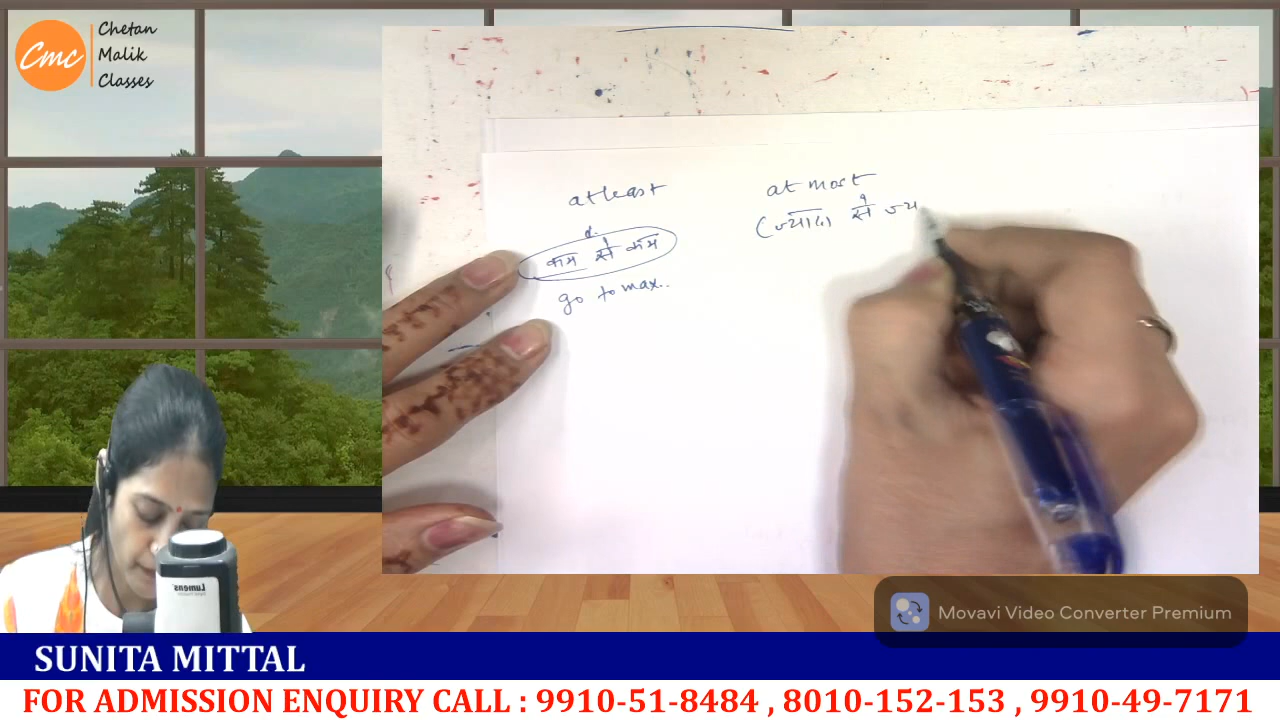 Cmc
Chetan
Malik
Classes
atleast
कम से कम
go to max..
at most
(ज्यादा से ज्य
Lumens
Movavi Video Converter Premium
SUNITA MITTAL
FOR ADMISSION ENQUIRY CALL : 9910-51-8484 , 8010-152-153 , 9910-49-7171